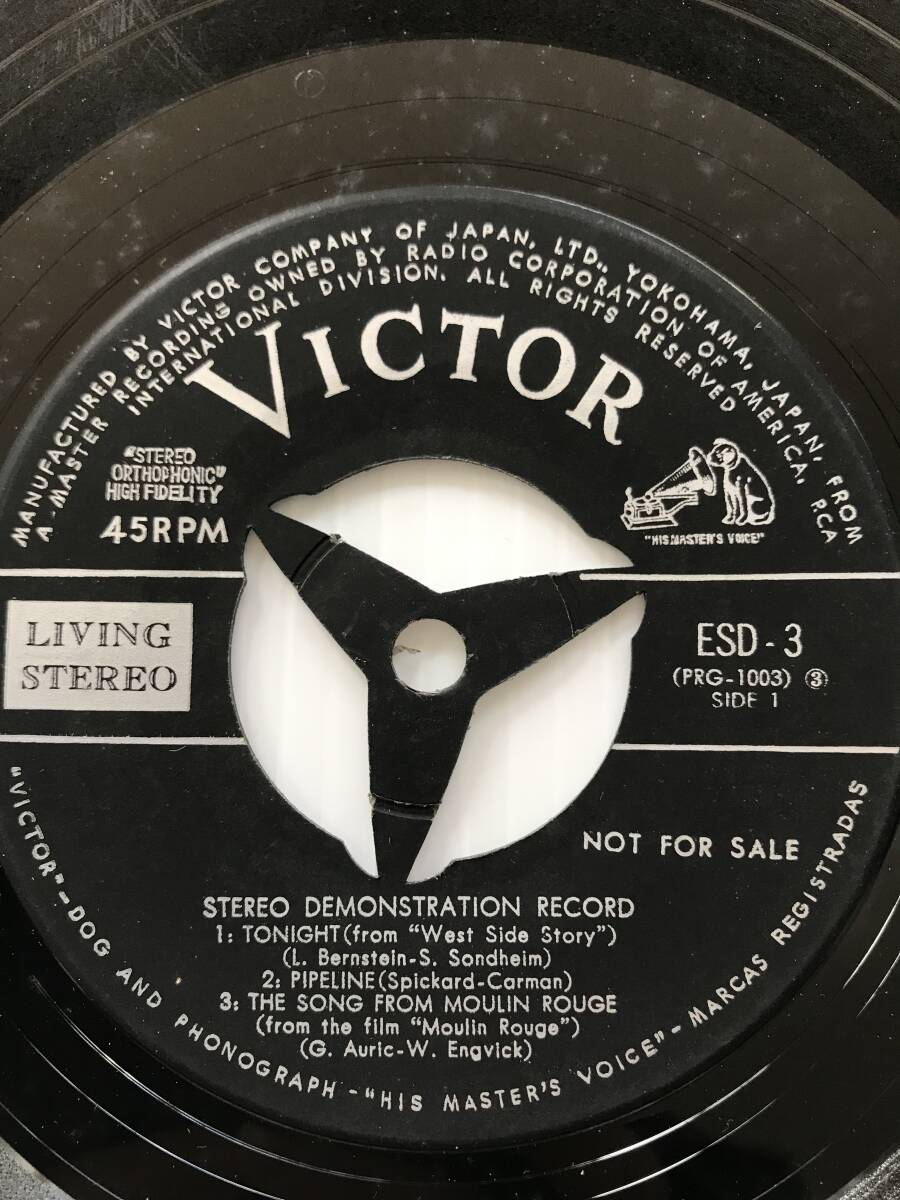 MANUFACTURED BY VICTOR COMPANY OF JAPAN, LTD., YOKOHAMA, JAPAN, FROM
A MASTER RECORDING OWNED BY RADIO CORPORATION OF AMERICA, RCA
INTERNATIONAL DIVISION. ALL RIGHTS RESERVED
VICTOR
"STEREO
ORTHOPHONIC"
HIGH FIDELITY
45RPM
"HIS MASTER'S VOICE"
LIVING
STEREO
ESD-3
(PRG-1003) ③
SIDE 1
NOT FOR SALE
STEREO DEMONSTRATION RECORD
1: TONIGHT (from "West Side Story")
(L. Bernstein-S. Sondheim)
2: PIPELINE (Spickard-Carman)
3: THE SONG FROM MOULIN ROUGE
(from the film "Moulin Rouge")
(G. Auric-W. Engvick)
"VICTOR"-DOG AND PHONOGRAPH-"HIS MASTER'S VOICE"-MARCAS REGISTRADAS